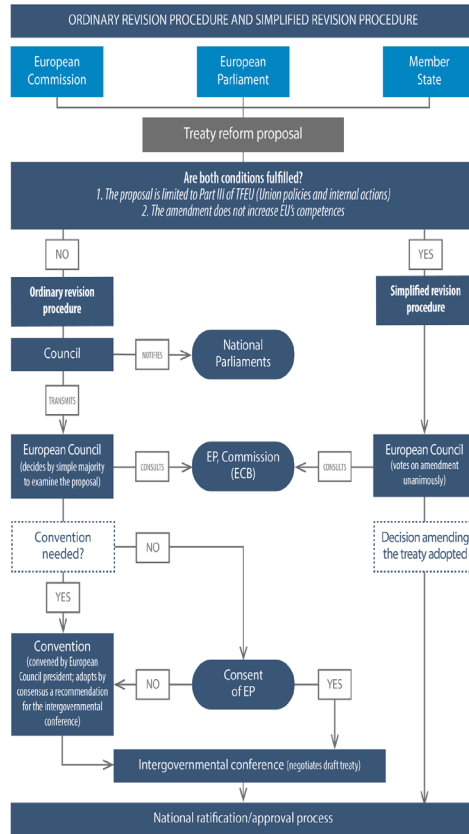 ORDINARY REVISION PROCEDURE AND SIMPLIFIED REVISION PROCEDURE
European
Commission
European
Parliament
Member
State
Treaty reform proposal
Are both conditions fulfilled?
1. The proposal is limited to Part III of TFEU (Union policies and internal actions)
2. The amendment does not increase EU's competences
NO
YES
Ordinary revision
procedure
Simplified revision
procedure
Council
NOTIFIES
National
Parliaments
TRANSMITS
European Council
(decides by simple majority
to examine the proposal)
CONSULTS
EP, Commission
(ECB)
CONSULTS
European Council
(votes on amendment
unanimously)
Convention
needed?
NO
Decision amending
the treaty adopted
YES
Convention
(convened by European
Council president; adopts by
consensus a recommendation
for the intergovernmental
conference)
NO
Consent
of EP
YES
Intergovernmental conference (negotiates draft treaty)
National ratification/approval process